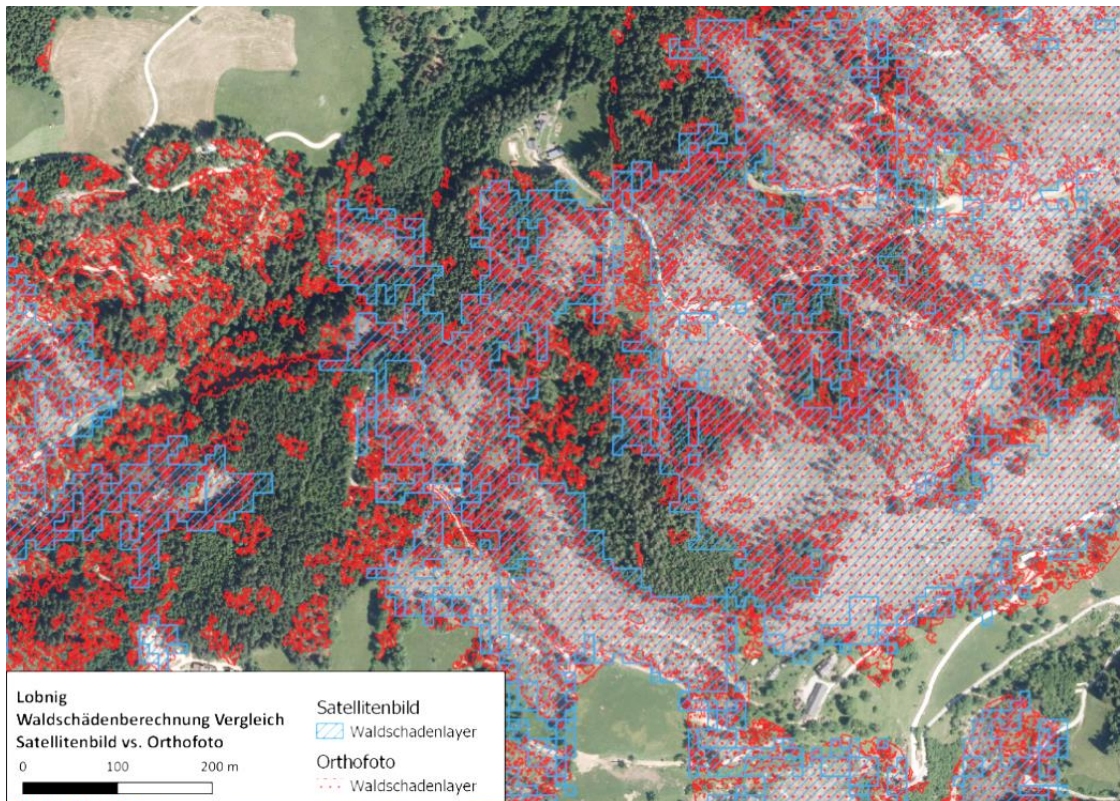 Lobnig
Waldschädenberechnung Vergleich
Satellitenbild vs. Orthofoto
0 100 200 m
Satellitenbild
Waldschadenlayer
Orthofoto
Waldschadenlayer